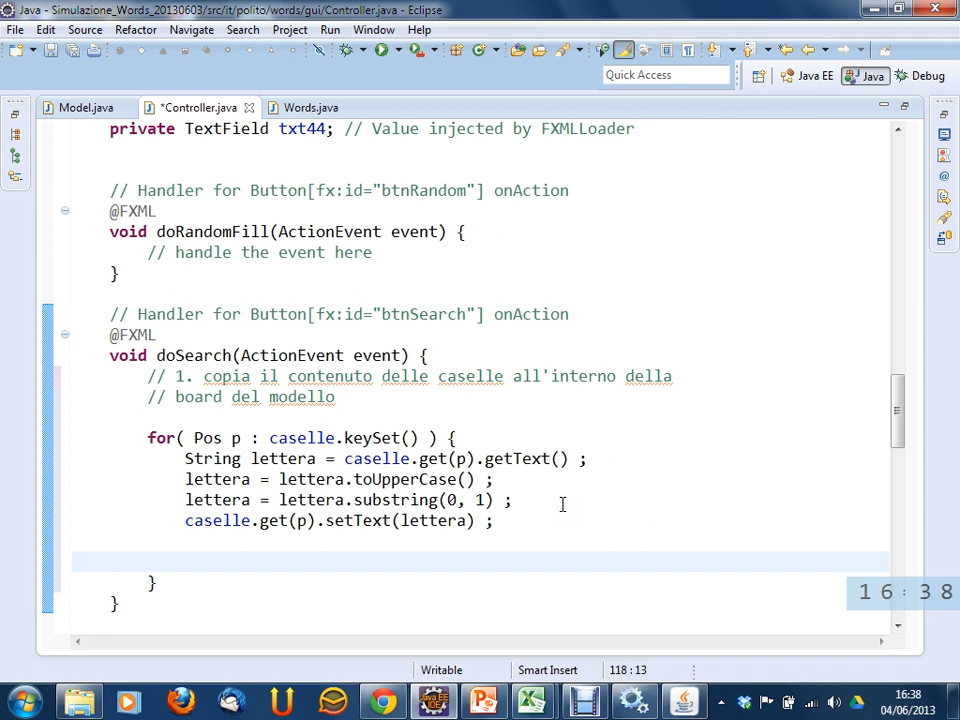 Java - Simulazione_Words_20130603/src/it/polito/words/gui/Controller.java - Eclipse
File Edit Source Refactor Navigate Search Project Run Window Help
Quick Access
Java EE Java Debug
Model.java *Controller.java Words.java
private TextField txt44; // Value injected by FXMLLoader
// Handler for Button[fx:id="btnRandom"] onAction
@FXML
void doRandomFill(ActionEvent event) {
// handle the event here
}
// Handler for Button[fx:id="btnSearch"] onAction
@FXML
void doSearch(ActionEvent event) {
// 1. copia il contenuto delle caselle all'interno della
// board del modello
for( Pos p : caselle.keySet() ) {
String lettera = caselle.get(p).getText() ;
lettera = lettera.toUpperCase() ;
lettera = lettera.substring(0, 1) ;
caselle.get(p).setText(lettera) ;
}
}
16:38
Writable Smart Insert 118 : 13
16:38
04/06/2013